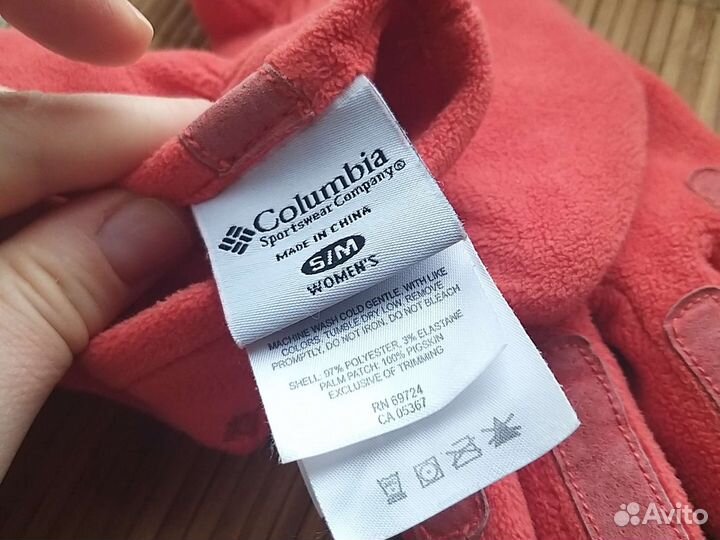 Columbia
Sportswear Company®
MADE IN CHINA
S/M
WOMEN'S
MACHINE WASH COLD GENTLE, WITH LIKE
COLORS, TUMBLE DRY LOW, REMOVE
PROMPTLY, DO NOT IRON, DO NOT BLEACH
SHELL: 97% POLYESTER, 3% ELASTANE
PALM PATCH: 100% PIGSKIN
EXCLUSIVE OF TRIMMING
RN 69724
CA 05367
Avito